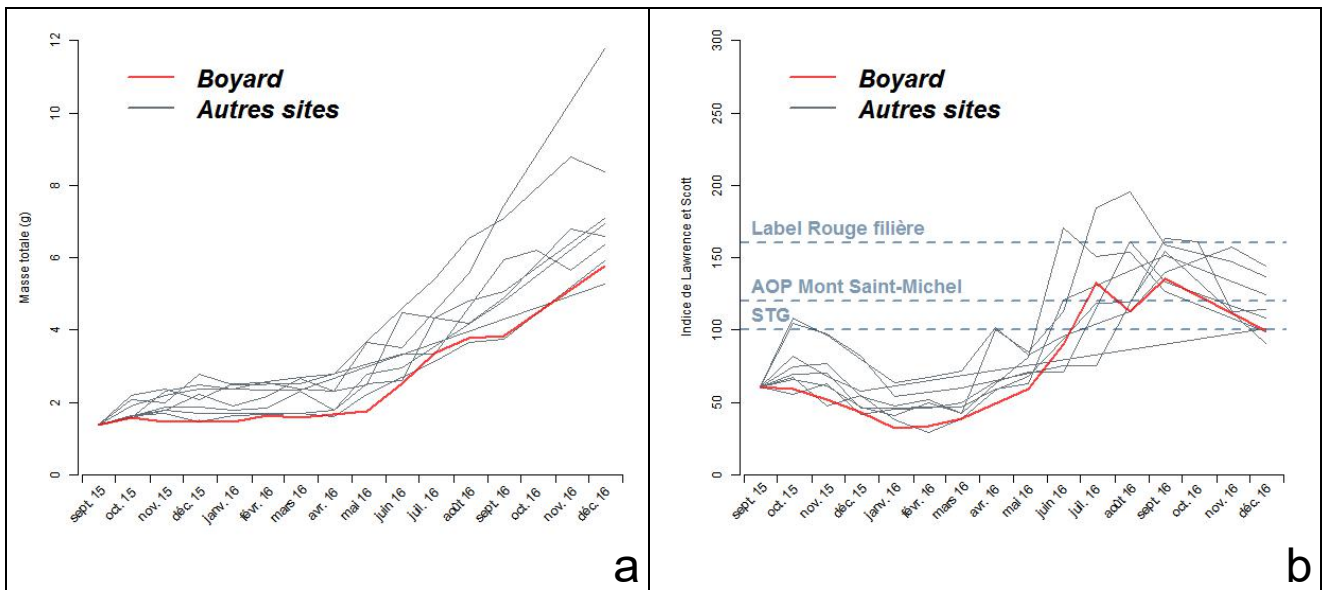 12
10
8
6
4
2
0
Masse totale (g)
Boyard
Autres sites
sept. 15
oct. 15
nov. 15
déc. 15
janv. 16
févr. 16
mars 16
avr. 16
mai 16
juin 16
jul. 16
août 16
sept. 16
oct. 16
nov. 16
déc. 16
a
300
250
200
150
100
50
0
Indice de Lawrence et Scott
Boyard
Autres sites
Label Rouge filière
AOP Mont Saint-Michel
STG
sept. 15
oct. 15
nov. 15
déc. 15
janv. 16
févr. 16
mars 16
avr. 16
mai 16
juin 16
jul. 16
août 16
sept. 16
oct. 16
nov. 16
déc. 16
b